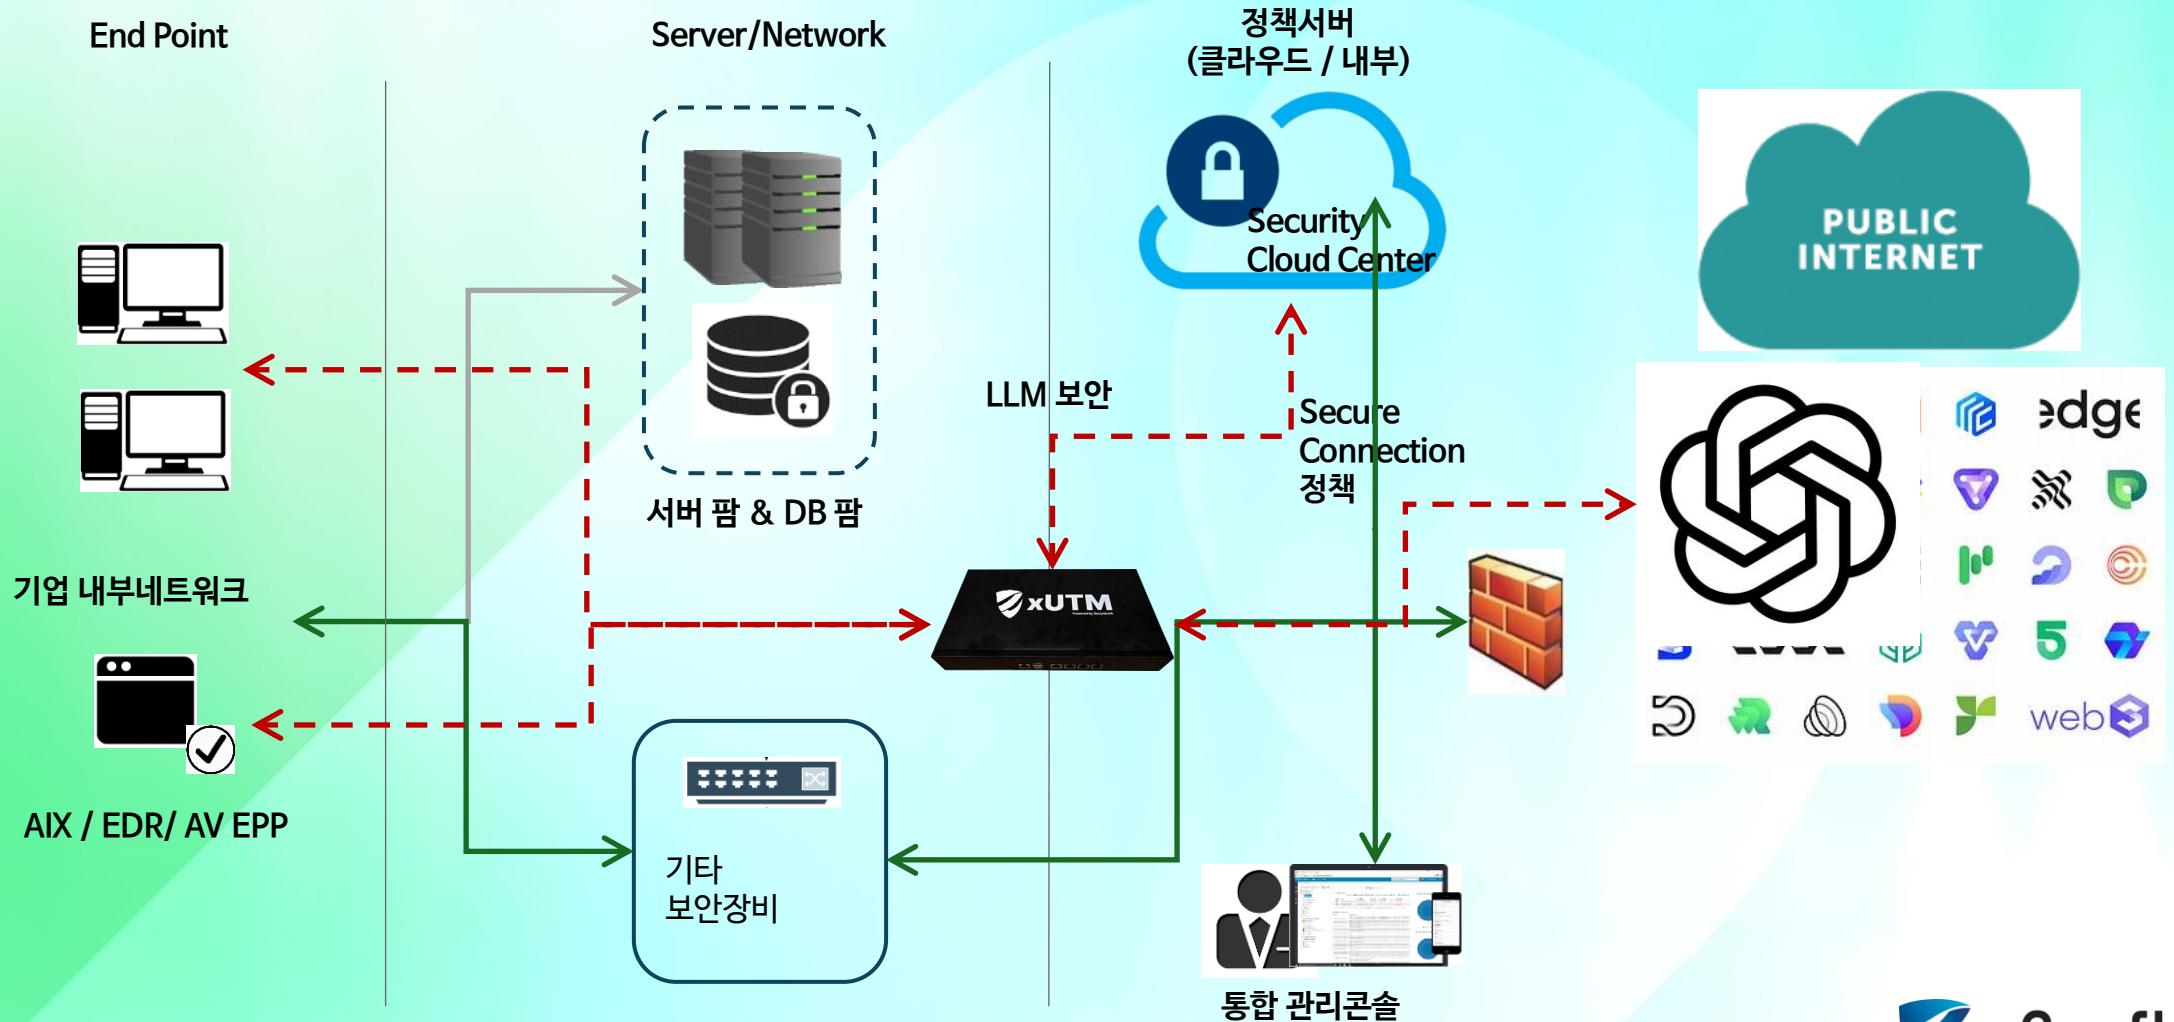 End Point
Server/Network
정책서버
(클라우드 / 내부)
Security
Cloud Center
PUBLIC
INTERNET
LLM 보안
Secure
Connection
정책
서버 팜 & DB 팜
기업 내부네트워크
xUTM
edge
web3
AIX / EDR/ AV EPP
기타
보안장비
통합 관리콘솔